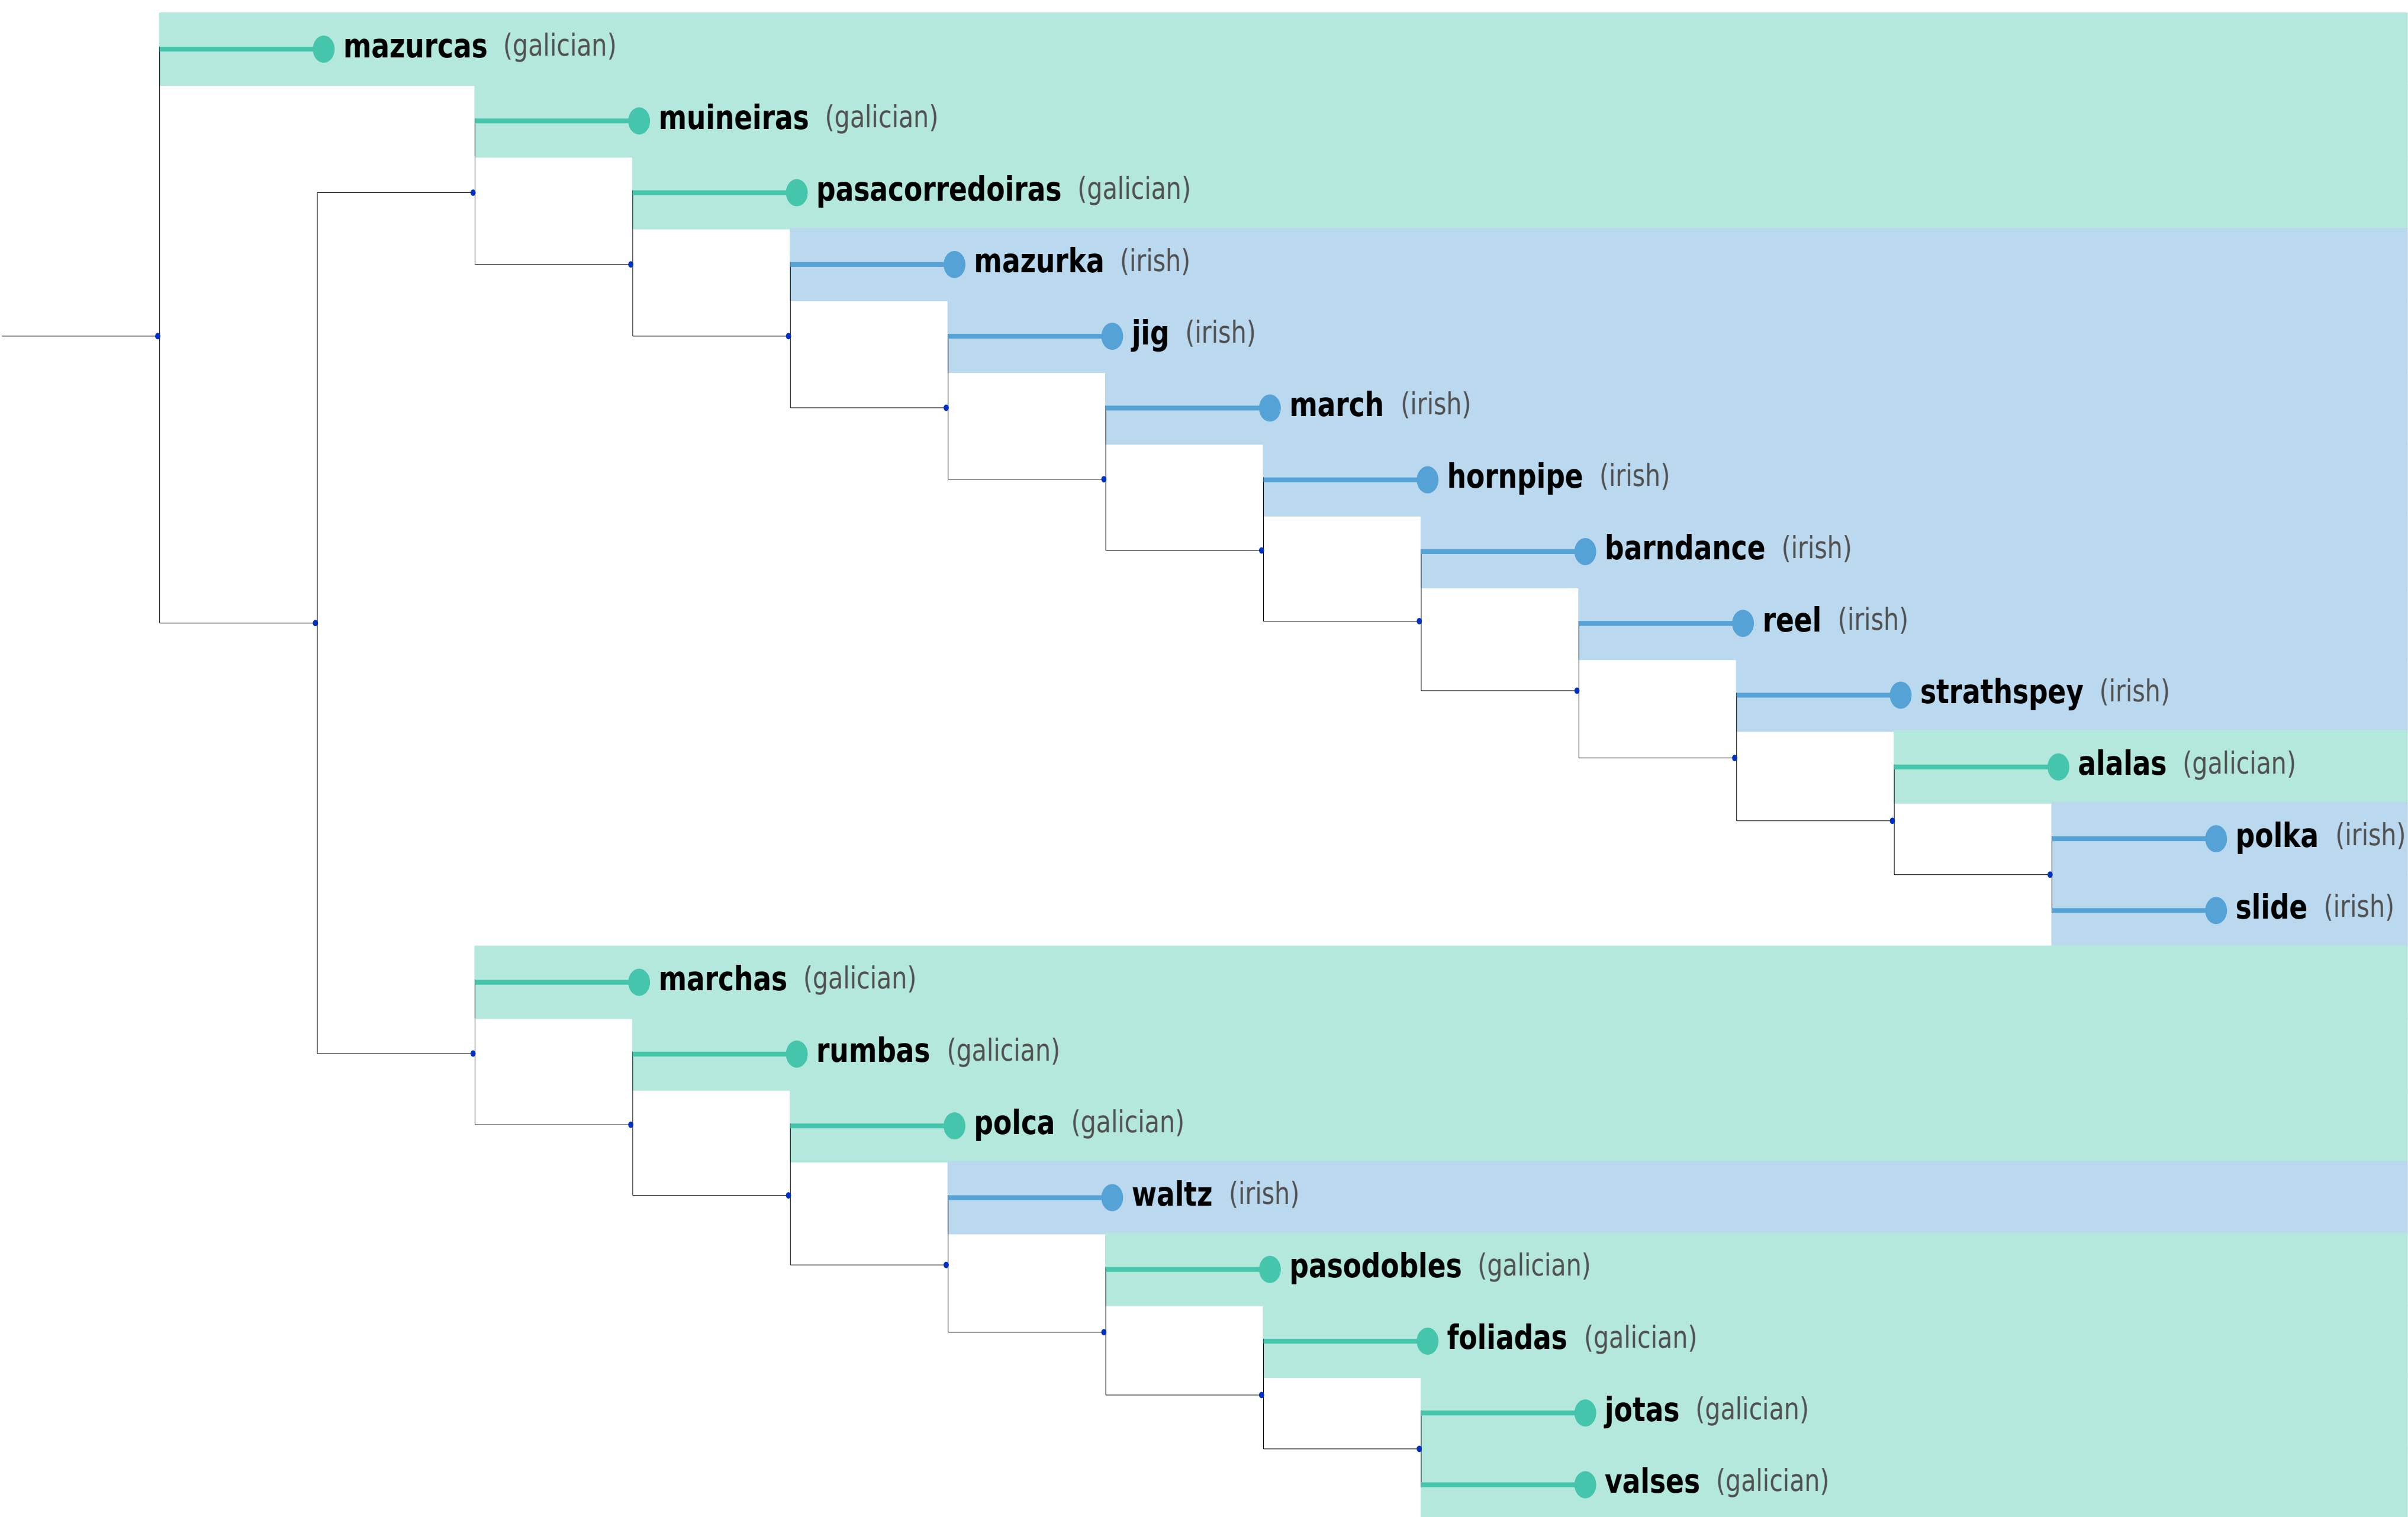 mazurcas (galician)
muineiras (galician)
pasacorredoiras (galician)
mazurka (irish)
jig (irish)
march (irish)
hornpipe (irish)
barndance (irish)
reel (irish)
strathspey (irish)
alalas (galician)
polka (irish)
slide (irish)
marchas (galician)
rumbas (galician)
polca (galician)
waltz (irish)
pasodobles (galician)
foliadas (galician)
jotas (galician)
valses (galician)